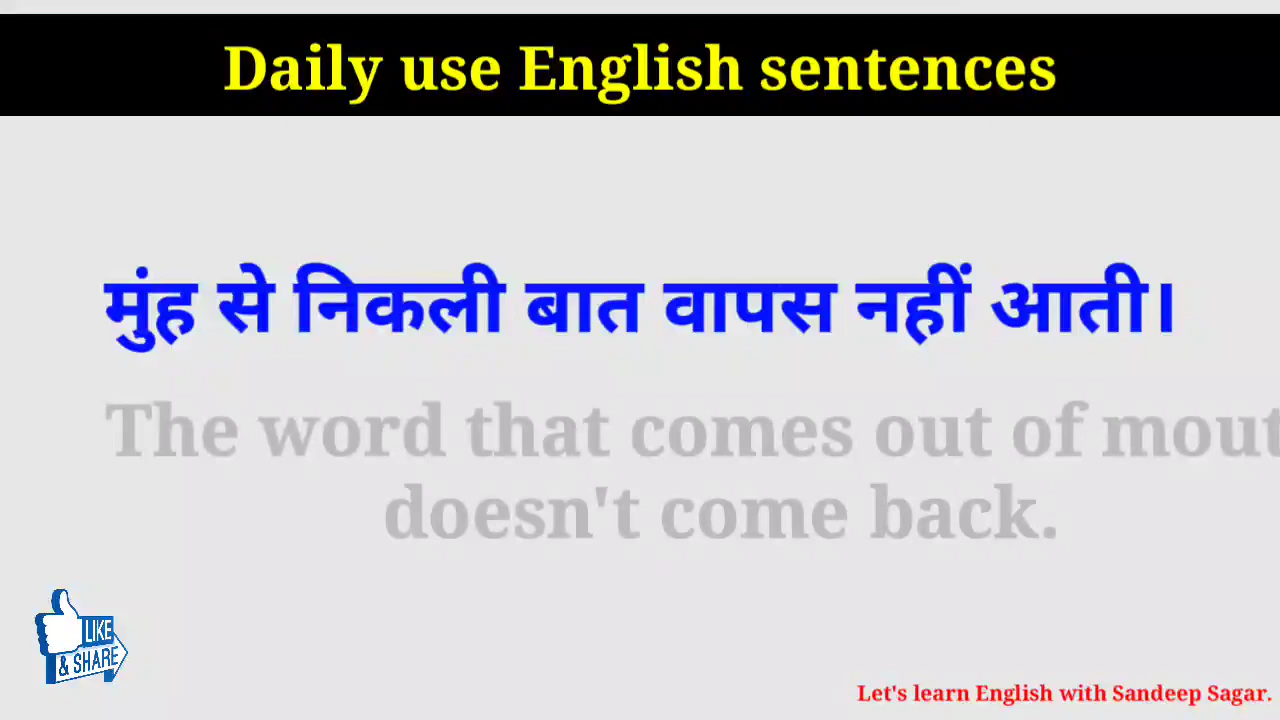 Daily use English sentences
मुंह से निकली बात वापस नहीं आती।
The word that comes out of mout
doesn't come back.
LIKE
& SHARE
Let's learn English with Sandeep Sagar.